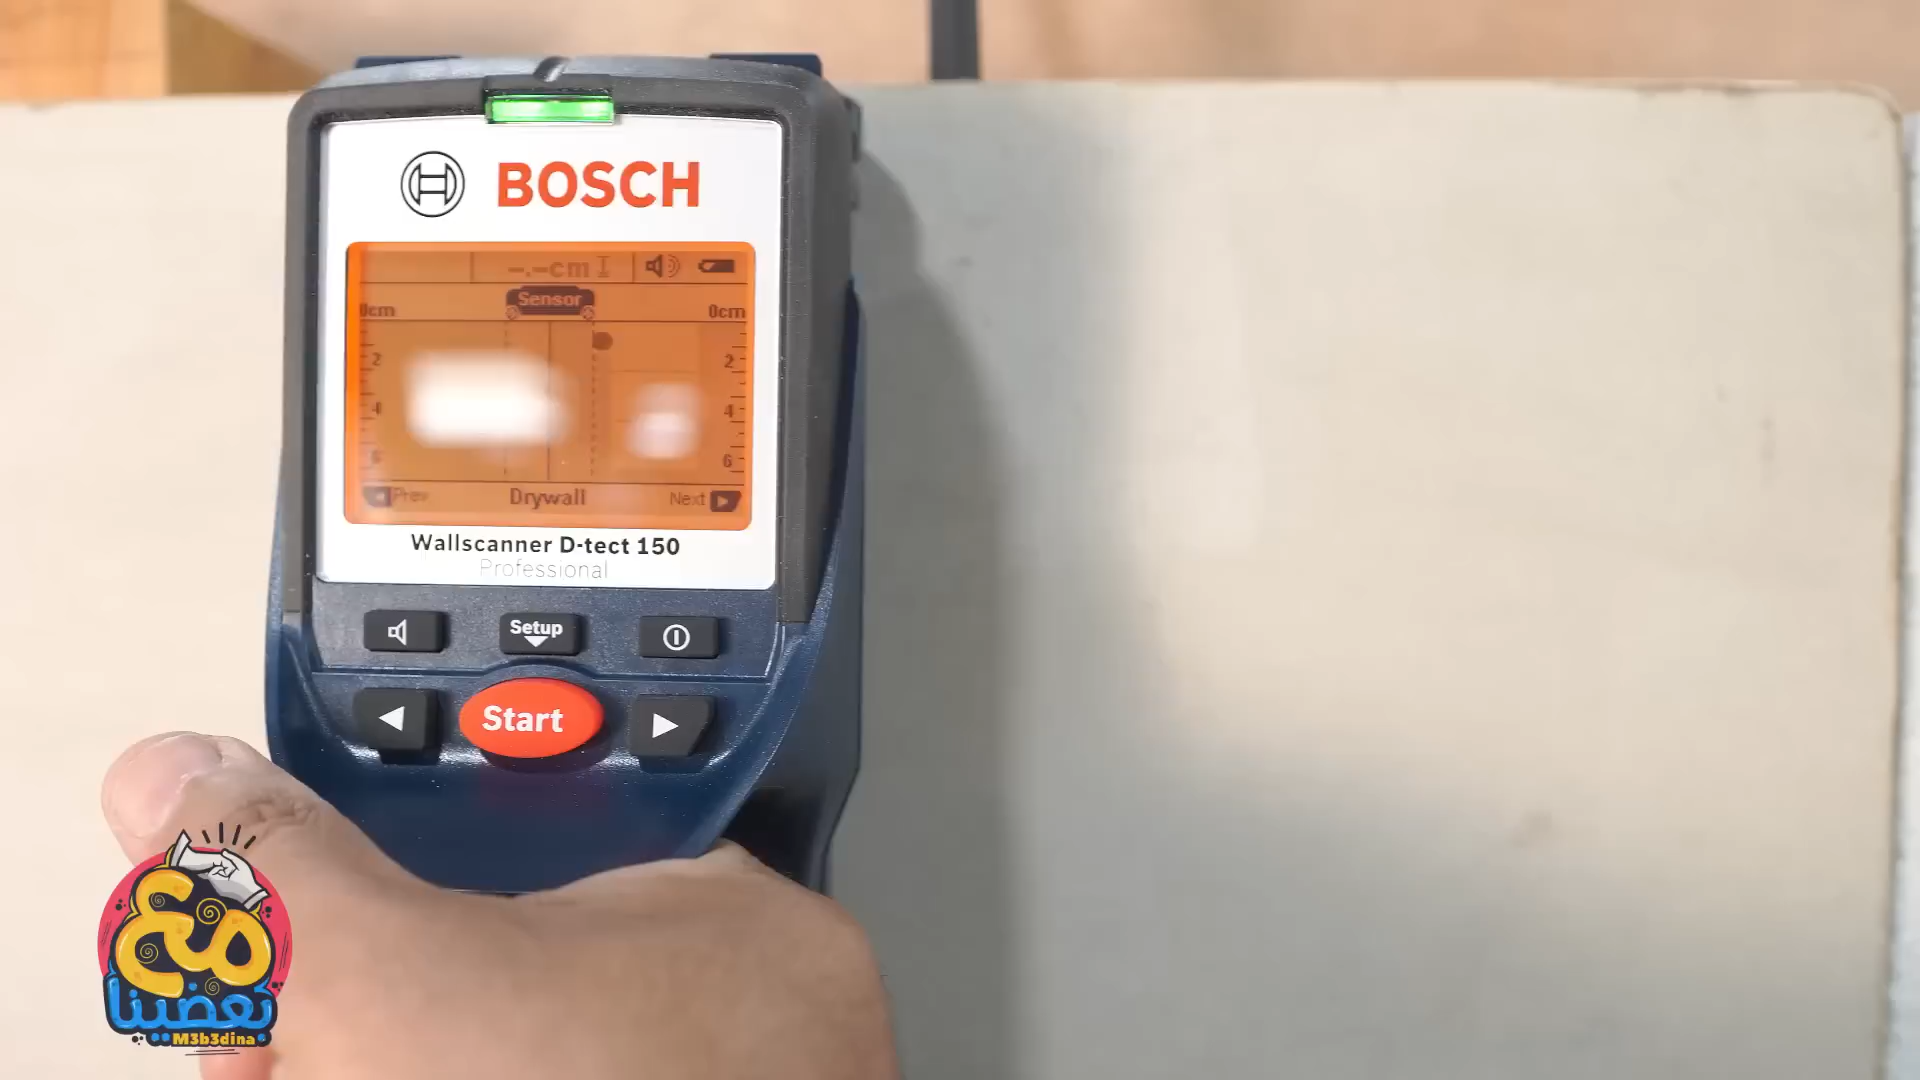 BOSCH
-.-cm
Sensor
0cm 0cm
2 2
4 4
6 6
Prev Drywall Next
Wallscanner D-tect 150
Professional
Setup
Start
مع
بعضينا
M3b3dina